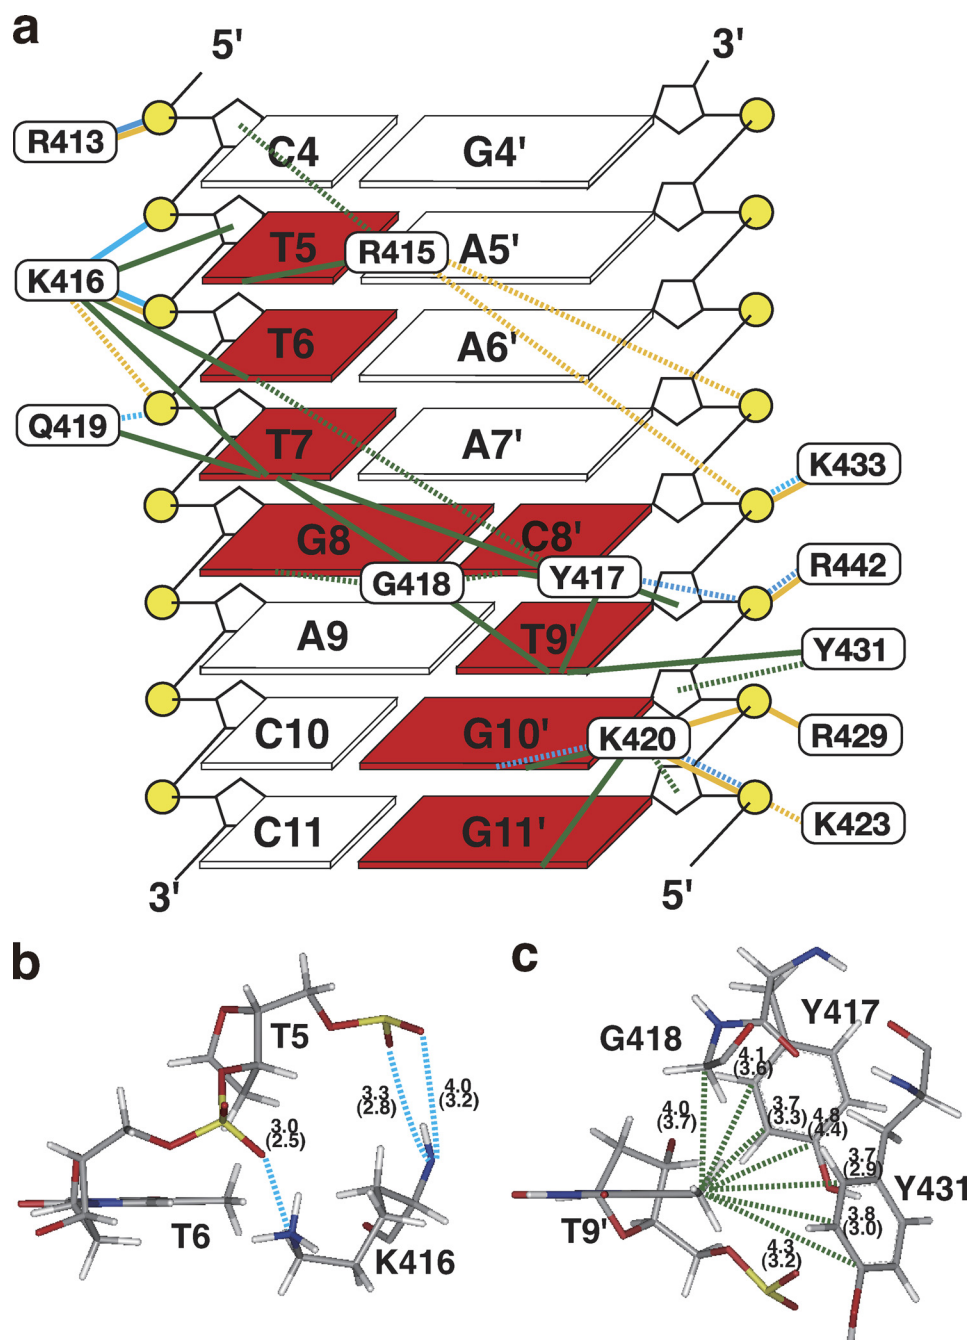 a
5' 3'
R413 C4 G4'
K416 T5 R415 A5'
T6 A6'
Q419 T7 A7' K433
G8 C8' R442
G418 Y417
A9 T9' Y431
C10 G10' K420 R429
C11 G11' K423
3' 5'
b
T5
3.3
(2.8)
4.0
(3.2)
3.0
(2.5)
T6
K416
c
Y417
G418
4.1
(3.6)
4.0
(3.7)
3.7
(3.3)
4.8
(4.4)
3.7
(2.9)
Y431
3.8
(3.0)
T9'
4.3
(3.2)